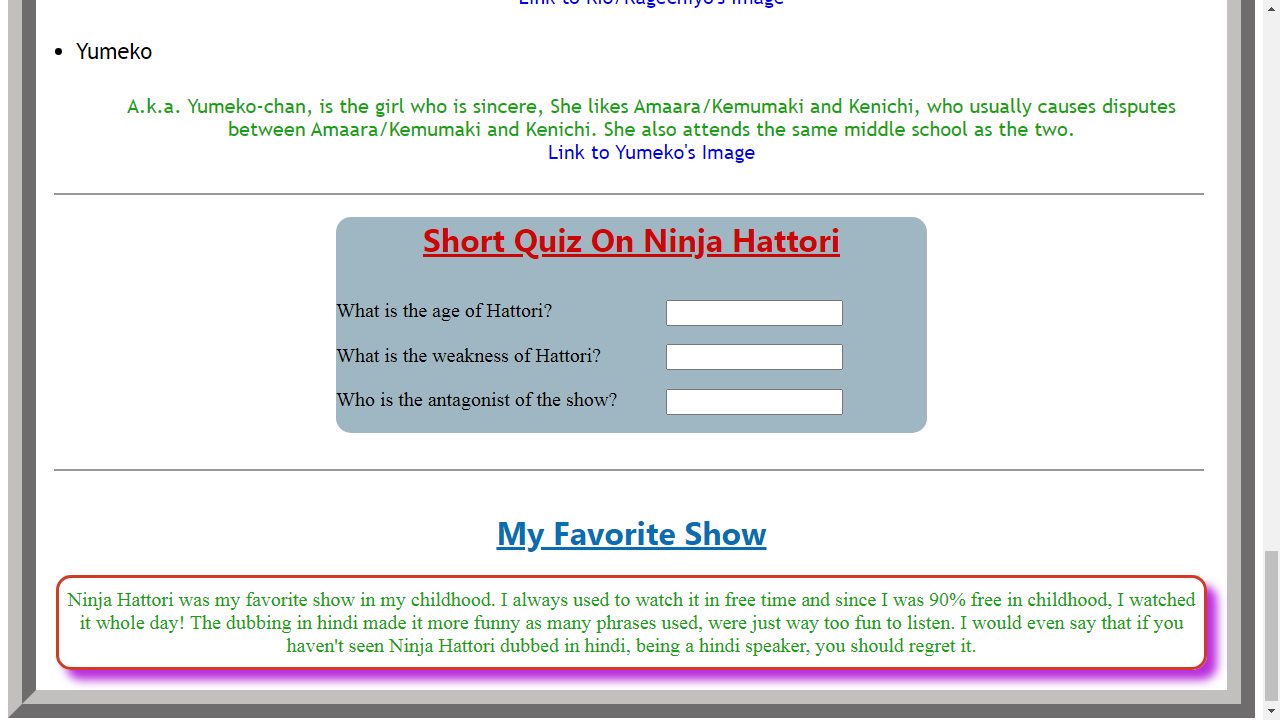 Link to Rio/Kagechiyo's Image
Yumeko
A.k.a. Yumeko-chan, is the girl who is sincere, She likes Amaara/Kemumaki and Kenichi, who usually causes disputes
between Amaara/Kemumaki and Kenichi. She also attends the same middle school as the two.
Link to Yumeko's Image
Short Quiz On Ninja Hattori
What is the age of Hattori?
What is the weakness of Hattori?
Who is the antagonist of the show?
My Favorite Show
Ninja Hattori was my favorite show in my childhood. I always used to watch it in free time and since I was 90% free in childhood, I watched
it whole day! The dubbing in hindi made it more funny as many phrases used, were just way too fun to listen. I would even say that if you
haven't seen Ninja Hattori dubbed in hindi, being a hindi speaker, you should regret it.